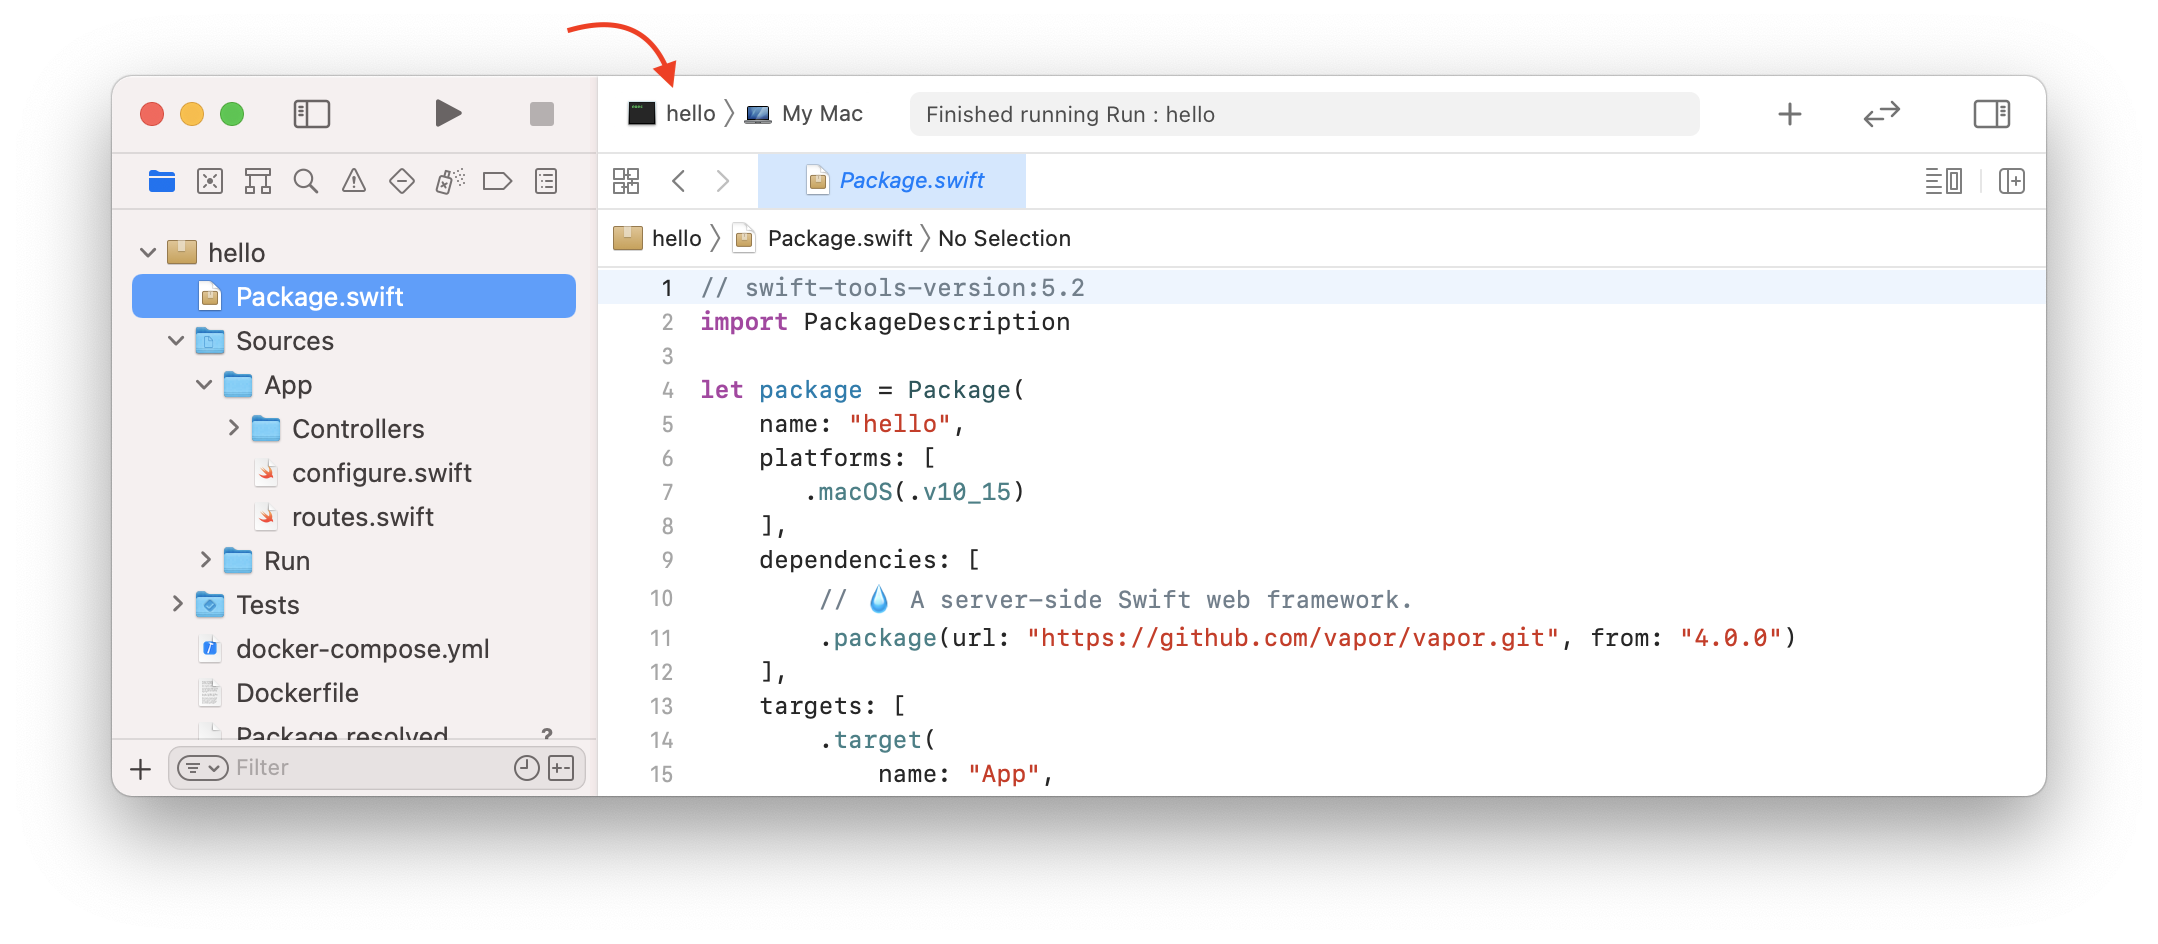 hello My Mac
Finished running Run : hello
Package.swift
hello Package.swift No Selection
hello
Package.swift
Sources
App
Controllers
configure.swift
routes.swift
Run
Tests
docker-compose.yml
Dockerfile
Package.resolved ?
Filter
1 // swift-tools-version:5.2
2 import PackageDescription
3
4 let package = Package(
5 name: "hello",
6 platforms: [
7 .macOS(.v10_15)
8 ],
9 dependencies: [
10 // 💧 A server-side Swift web framework.
11 .package(url: "https://github.com/vapor/vapor.git", from: "4.0.0")
12 ],
13 targets: [
14 .target(
15 name: "App",